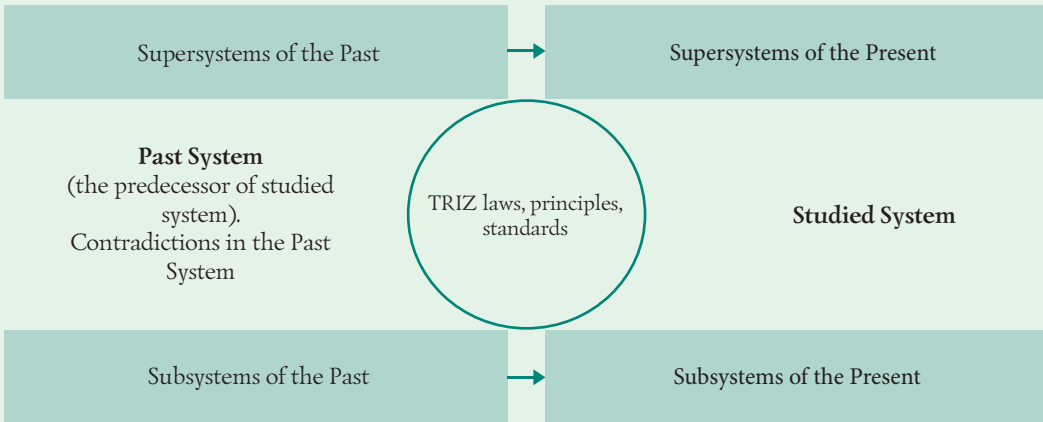 Supersystems of the Past
Supersystems of the Present
Past System
(the predecessor of studied
system).
Contradictions in the Past
System
TRIZ laws, principles,
standards
Studied System
Subsystems of the Past
Subsystems of the Present